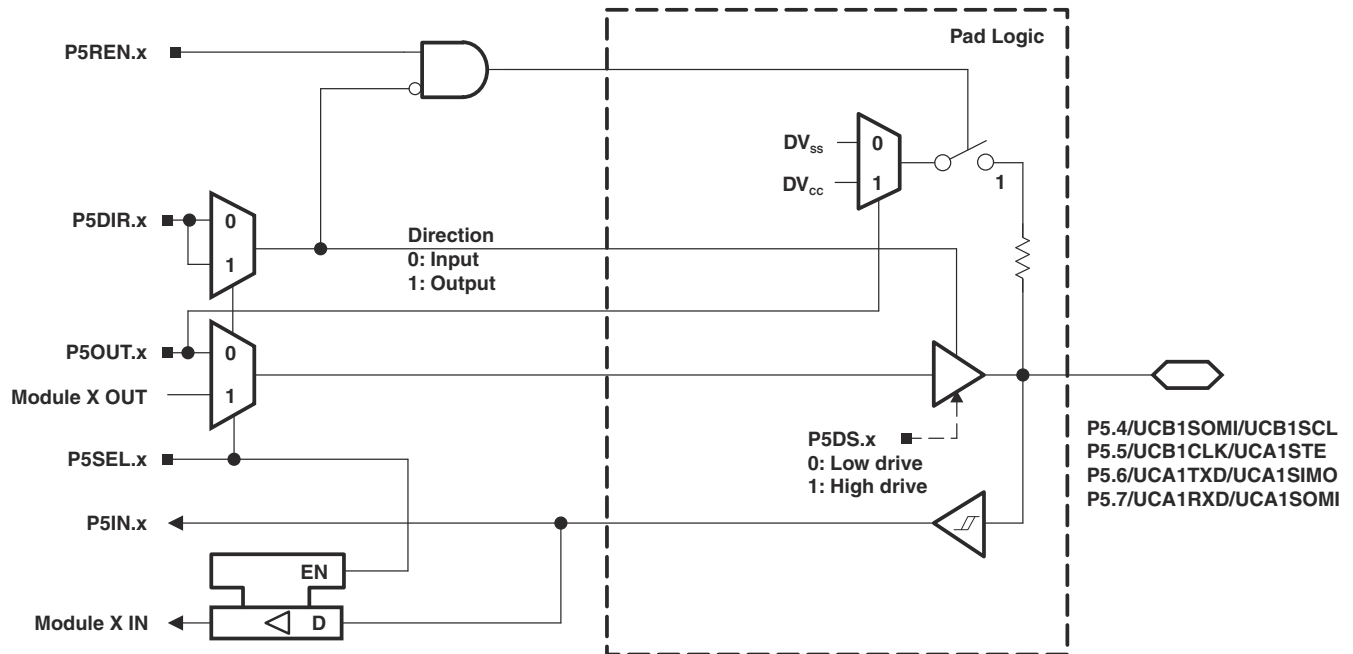 Pad Logic
P5REN.x
DVss
0
DVcc
1
1
P5DIR.x
0
1
Direction
0: Input
1: Output
P5OUT.x
0
Module X OUT
1
P5DS.x
0: Low drive
1: High drive
P5.4/UCB1SOMI/UCB1SCL
P5.5/UCB1CLK/UCA1STE
P5.6/UCA1TXD/UCA1SIMO
P5.7/UCA1RXD/UCA1SOMI
P5SEL.x
P5IN.x
EN
Module X IN
D